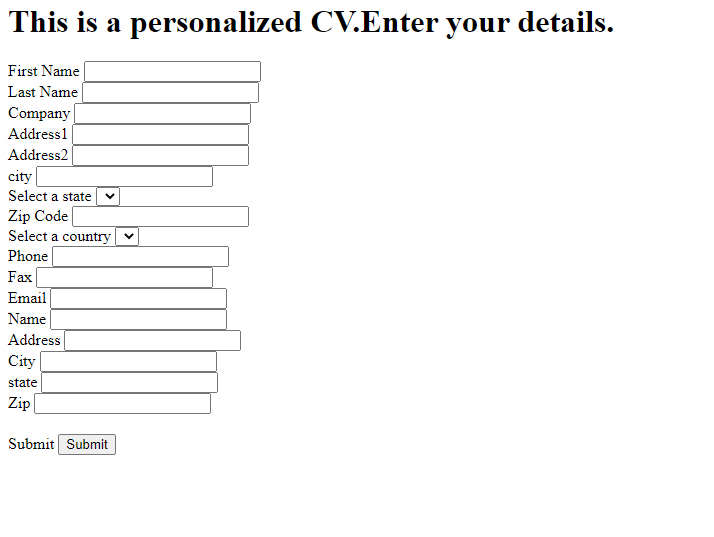 This is a personalized CV.Enter your details.
First Name
Last Name
Company
Address1
Address2
city
Select a state
Zip Code
Select a country
Phone
Fax
Email
Name
Address
City
state
Zip
Submit Submit